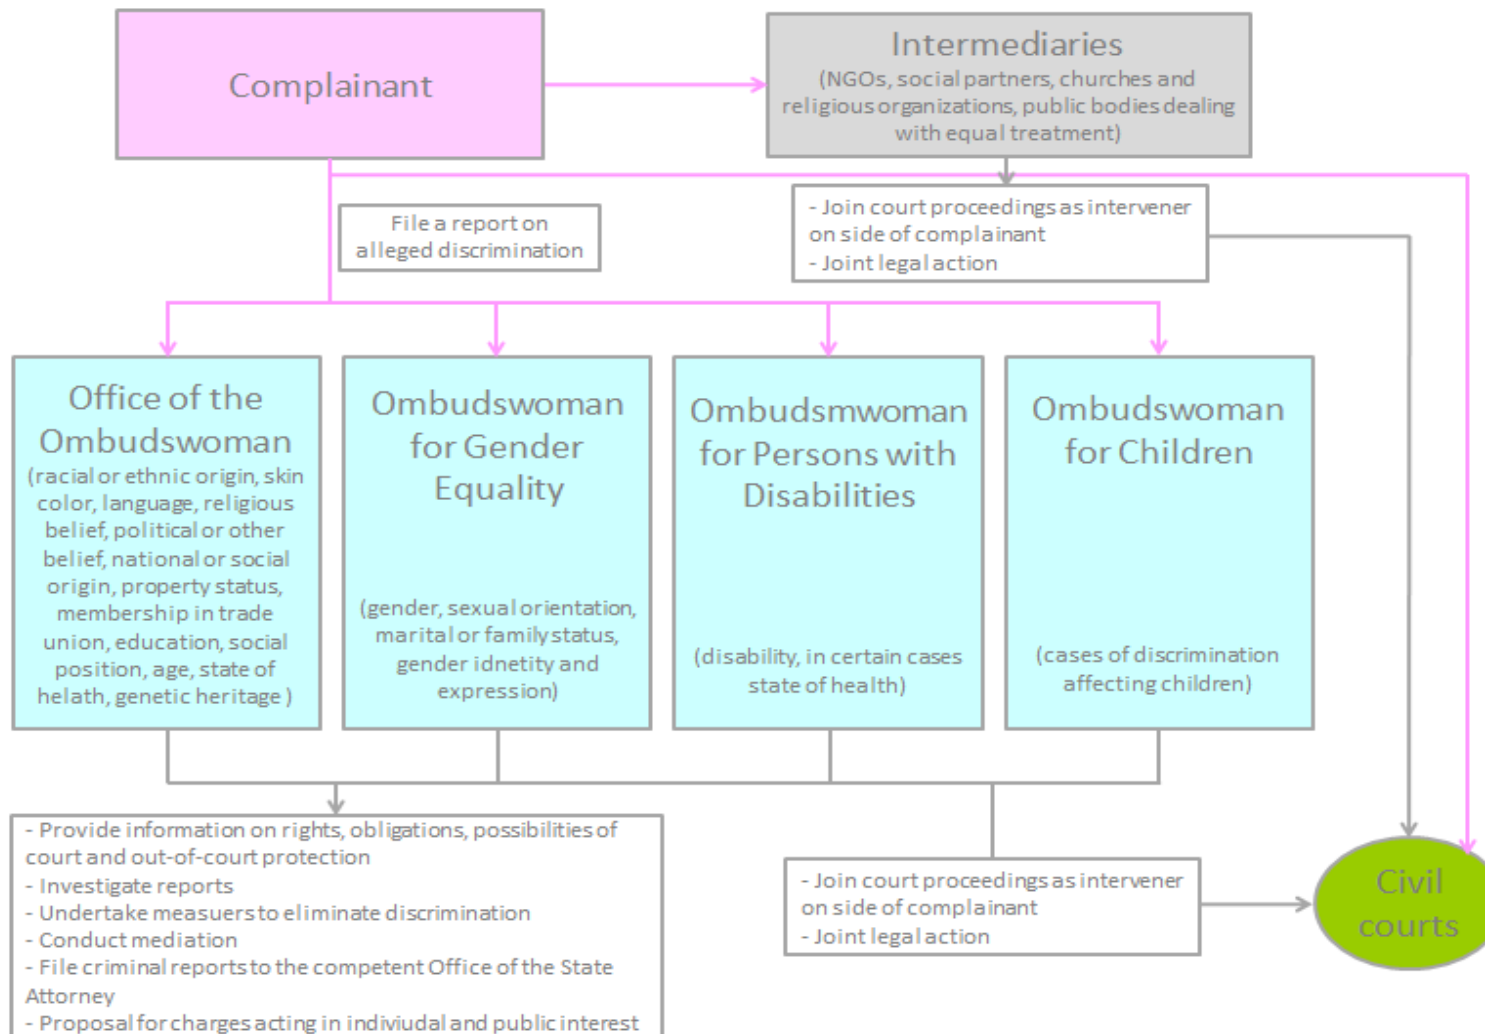 Complainant
Intermediaries
(NGOs, social partners, churches and
religious organizations, public bodies dealing
with equal treatment)
File a report on
alleged discrimination
- Join court proceedings as intervener
on side of complainant
- Joint legal action
Office of the
Ombudswoman
(racial or ethnic origin, skin
color, language, religious
belief, political or other
belief, national or social
origin, property status,
membership in trade
union, education, social
position, age, state of
helath, genetic heritage )
Ombudswoman
for Gender
Equality
(gender, sexual orientation,
marital or family status,
gender idnetity and
expression)
Ombudsmwoman
for Persons with
Disabilities
(disability, in certain cases
state of health)
Ombudswoman
for Children
(cases of discrimination
affecting children)
- Provide information on rights, obligations, possibilities of
court and out-of-court protection
- Investigate reports
- Undertake measuers to eliminate discrimination
- Conduct mediation
- File criminal reports to the competent Office of the State
Attorney
- Proposal for charges acting in indiviudal and public interest
- Join court proceedings as intervener
on side of complainant
- Joint legal action
Civil
courts